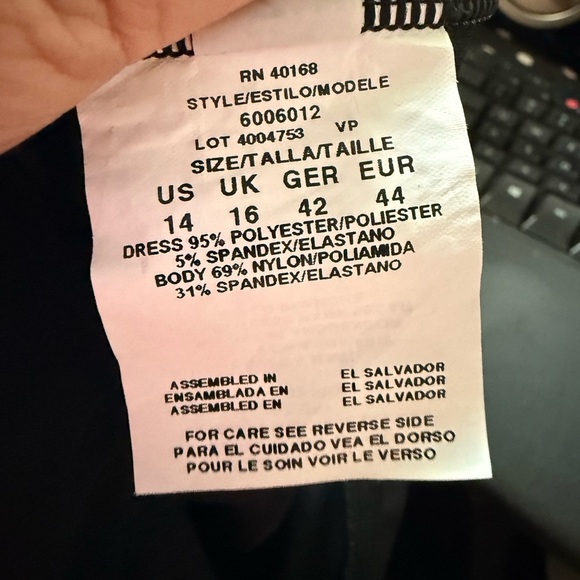 RN 40168
STYLE/ESTILO/MODELE
6006012
LOT 4004753 VP
SIZE/TALLA/TAILLE
US UK GER EUR
14 16 42 44
DRESS 95% POLYESTER/POLIESTER
5% SPANDEX/ELASTANO
BODY 69% NYLON/POLIAMIDA
31% SPANDEX/ELASTANO
ASSEMBLED IN EL SALVADOR
ENSAMBLADA EN EL SALVADOR
ASSEMBLED EN EL SALVADOR
FOR CARE SEE REVERSE SIDE
PARA EL CUIDADO VEA EL DORSO
POUR LE SOIN VOIR LE VERSO